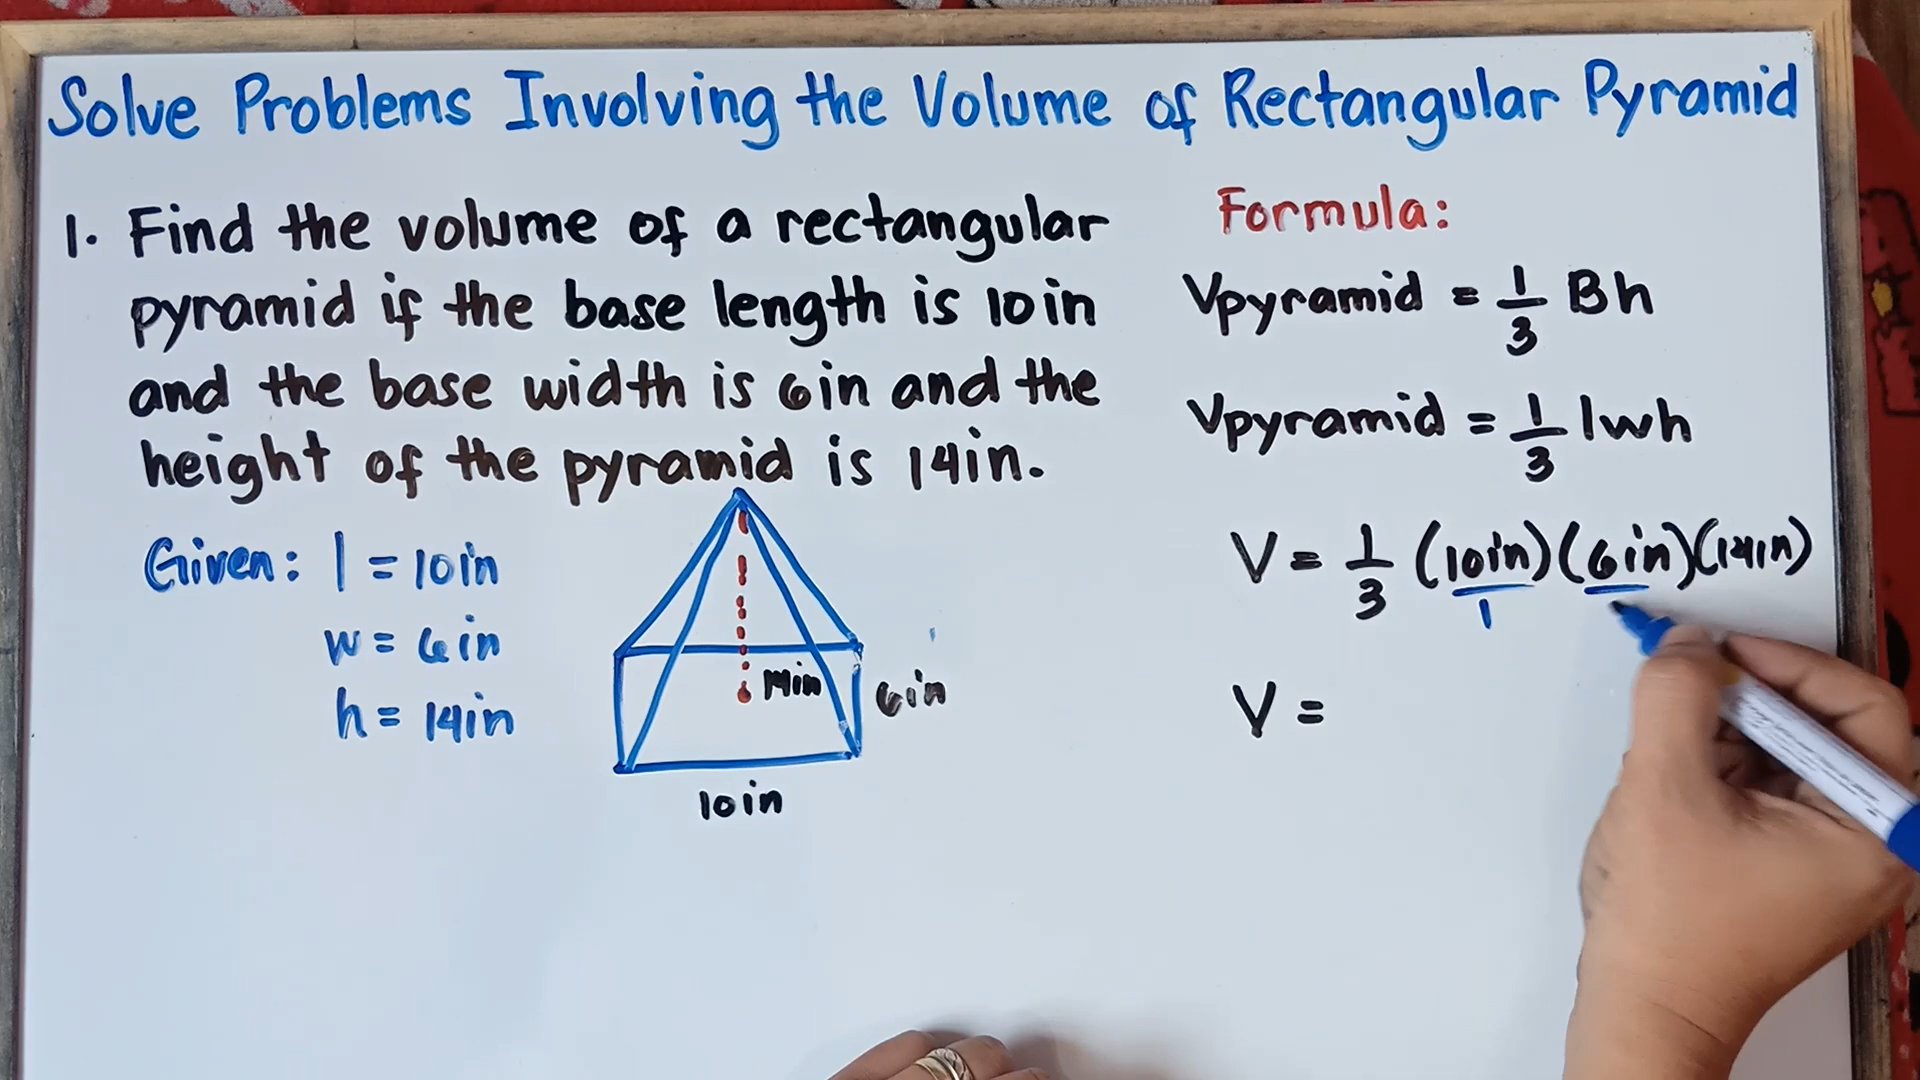 Solve Problems Involving the Volume of Rectangular Pyramid
1. Find the volume of a rectangular
pyramid if the base length is 10in
and the base width is 6in and the
height of the pyramid is 14in.
Given: l = 10in
w = 6in
h = 14in
14in
6in
10in
Formula:
Vpyramid = 1/3 Bh
Vpyramid = 1/3 lwh
V = 1/3 (10in)(6in)(14in)
1
V =